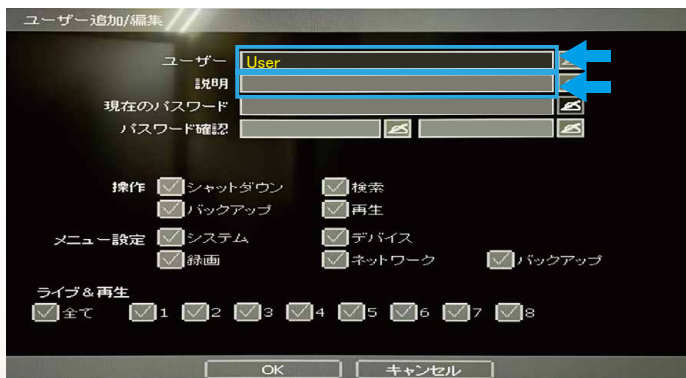 ユーザー追加/編集
ユーザー User
説明
現在のパスワード
パスワード確認
操作 シャットダウン 検索
バックアップ 再生
メニュー設定 システム デバイス
録画 ネットワーク バックアップ
ライブ&再生
全て 1 2 3 4 5 6 7 8
OK キャンセル